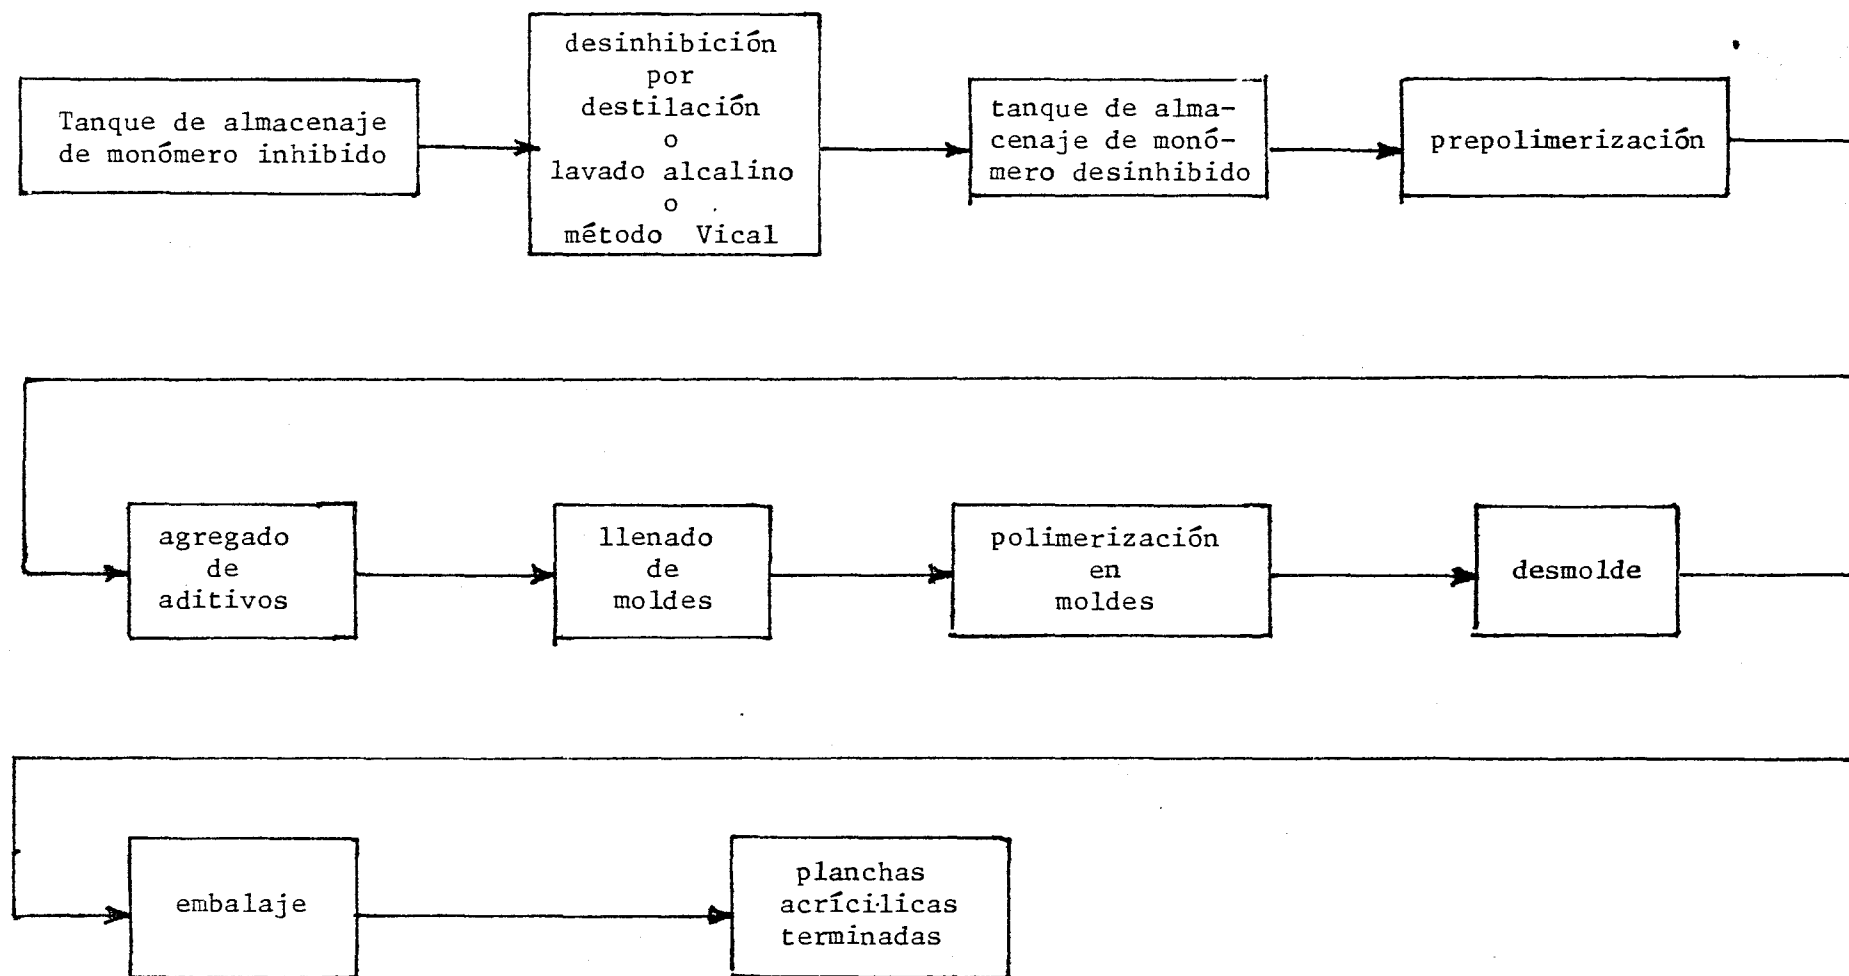 Tanque de almacenaje
de monómero inhibido
desinhibición
por
destilación
o
lavado alcalino
o
método Vical
tanque de alma-
cenaje de monó-
mero desinhibido
prepolimerización
agregado
de
aditivos
llenado
de
moldes
polimerización
en
moldes
desmolde
embalaje
planchas
acrícilicas
terminadas